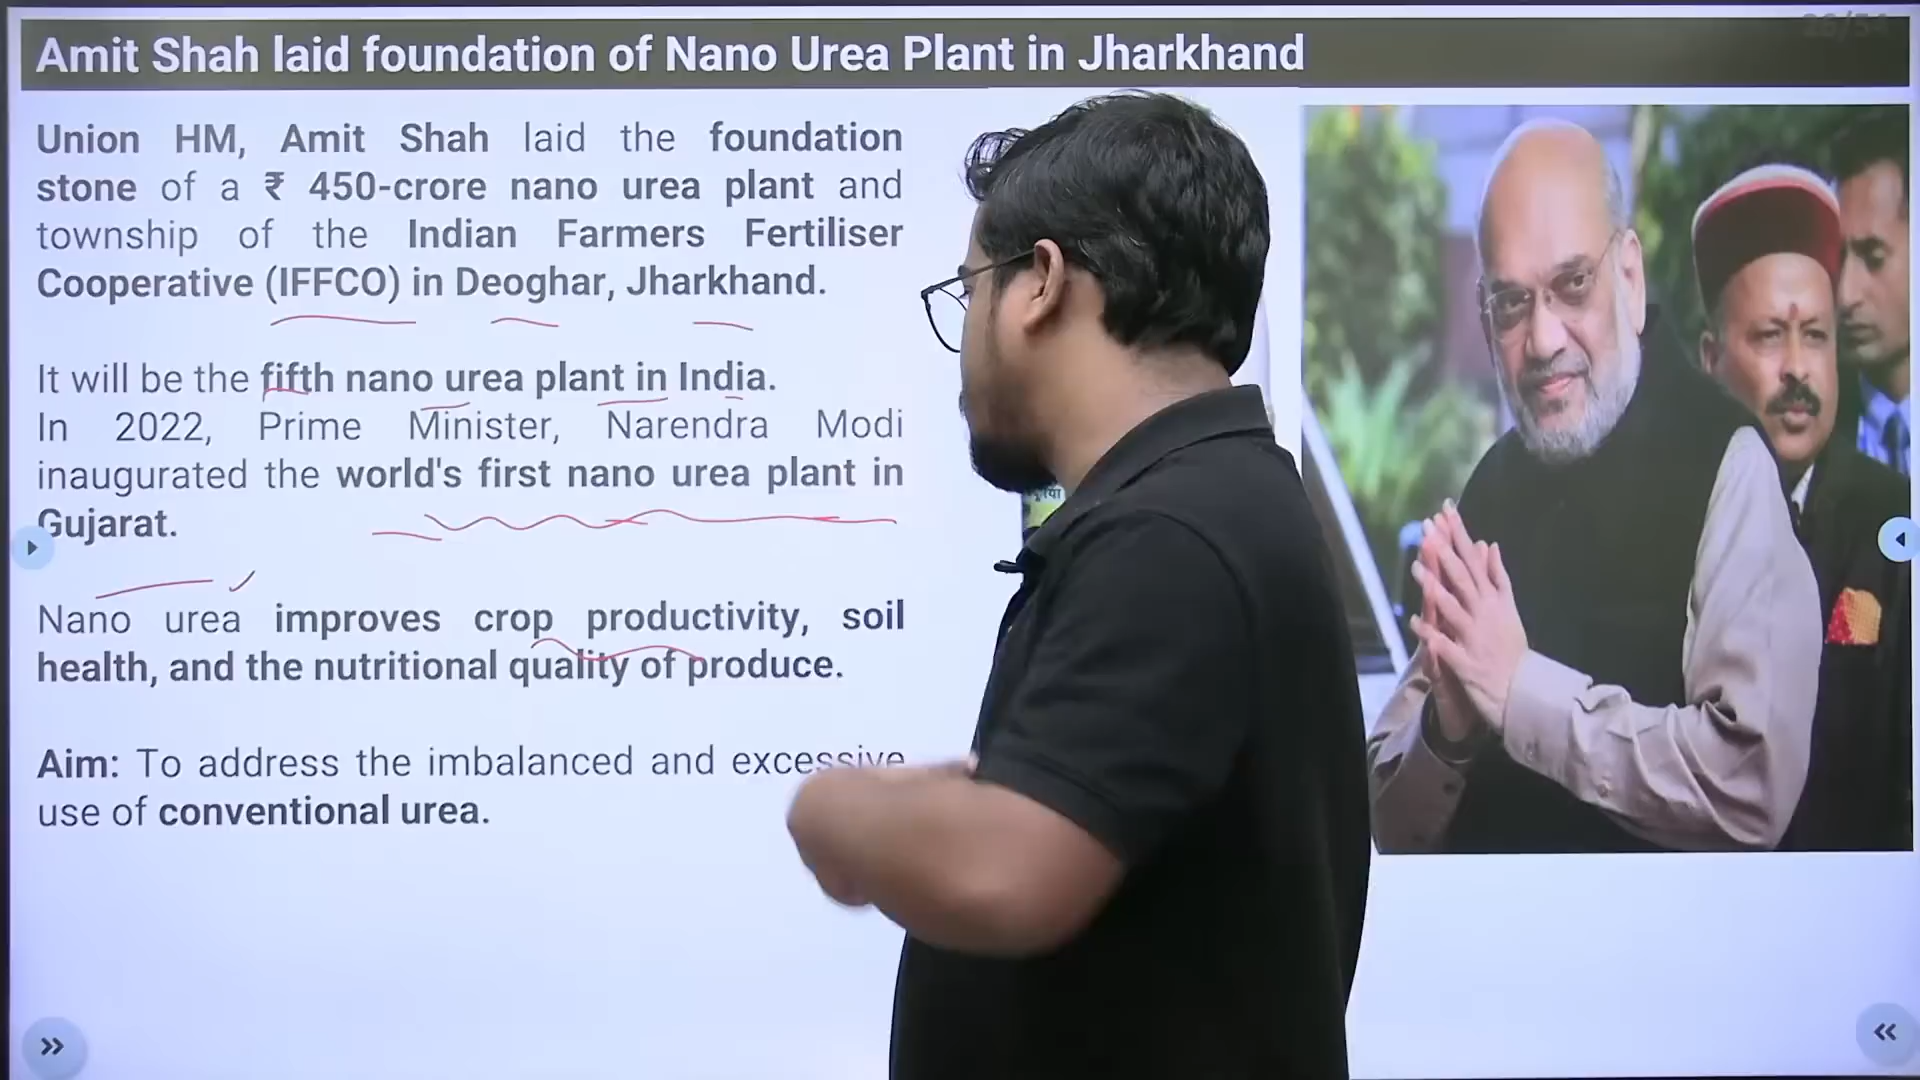 Amit Shah laid foundation of Nano Urea Plant in Jharkhand
Union HM, Amit Shah laid the foundation
stone of a ₹ 450-crore nano urea plant and
township of the Indian Farmers Fertiliser
Cooperative (IFFCO) in Deoghar, Jharkhand.
It will be the fifth nano urea plant in India.
In 2022, Prime Minister, Narendra Modi
inaugurated the world's first nano urea plant in
Gujarat.
Nano urea improves crop productivity, soil
health, and the nutritional quality of produce.
Aim: To address the imbalanced and excessive
use of conventional urea.